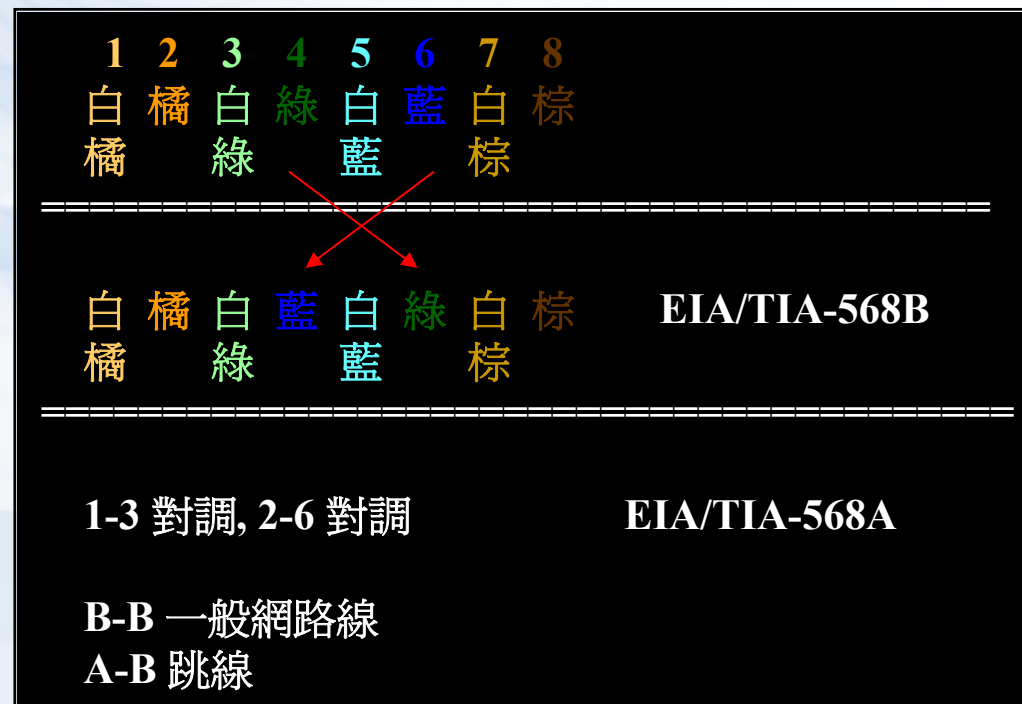 1 2 3 4 5 6 7 8
白 橘 白 綠 白 藍 白 棕
橘 綠 藍 棕
=======================================
白 橘 白 藍 白 綠 白 棕 EIA/TIA-568B
橘 綠 藍 棕
========================================
1-3 對調, 2-6 對調 EIA/TIA-568A
B-B 一般網路線
A-B 跳線